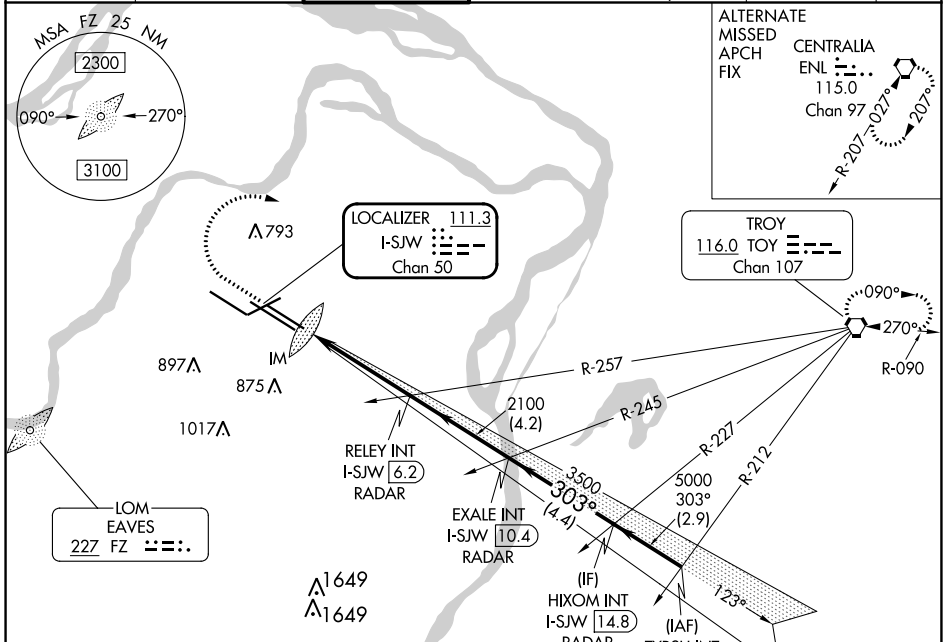 MSA FZ 25 NM
2300
090°
270°
3100
ALTERNATE
MISSED
APCH
FIX
CENTRALIA
ENL
115.0
Chan 97
R-207
027°
207°
793
LOCALIZER 111.3
I-SJW
Chan 50
TROY
116.0 TOY
Chan 107
090°
270°
R-090
IM
897
875
1017
R-257
R-245
R-227
R-212
2100
(4.2)
RELEY INT
I-SJW 6.2
RADAR
3500
303°
(4.4)
5000
303°
(2.9)
EXALE INT
I-SJW 10.4
RADAR
LOM
EAVES
227 FZ
1649
1649
(IF)
HIXOM INT
I-SJW 14.8
RADAR
(IAF)
123°